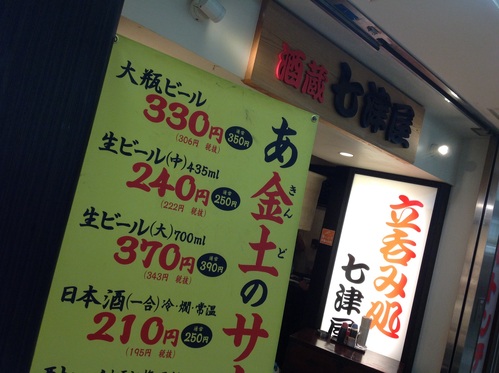 酒蔵 七津屋
あ金土のサ
きん
ど
大瓶ビール
330円
通常 350円
(306円 税抜)
生ビール(中)435ml
240円
通常 250円
(222円 税抜)
生ビール(大)700ml
370円
通常 390円
(343円 税抜)
日本酒(一合)冷・燗・常温
210円
通常 250円
(195円 税抜)
立呑み処
七津屋